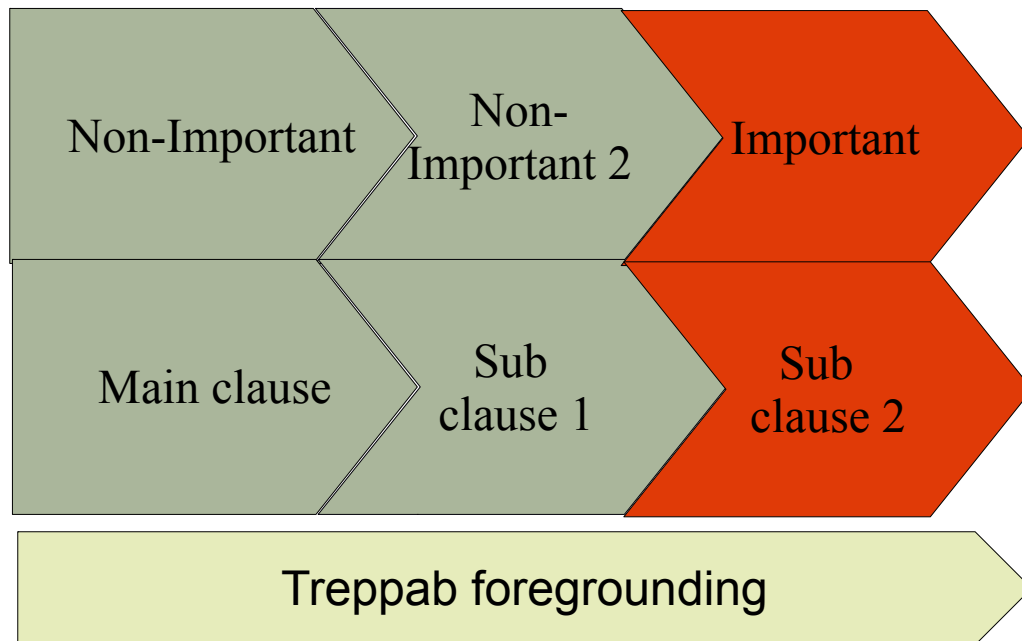 Non-Important
Non-
Important 2
Important
Main clause
Sub
clause 1
Sub
clause 2
Treppab foregrounding